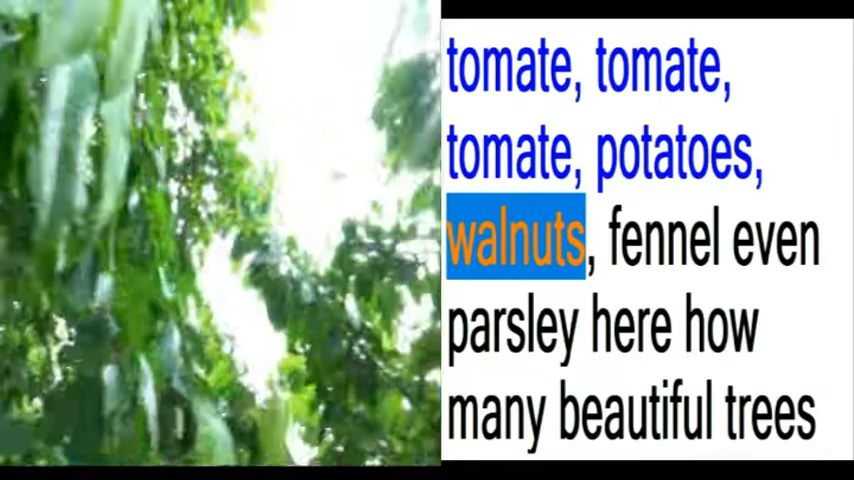 tomate, tomate,
tomate, potatoes,
walnuts, fennel even
parsley here how
many beautiful trees